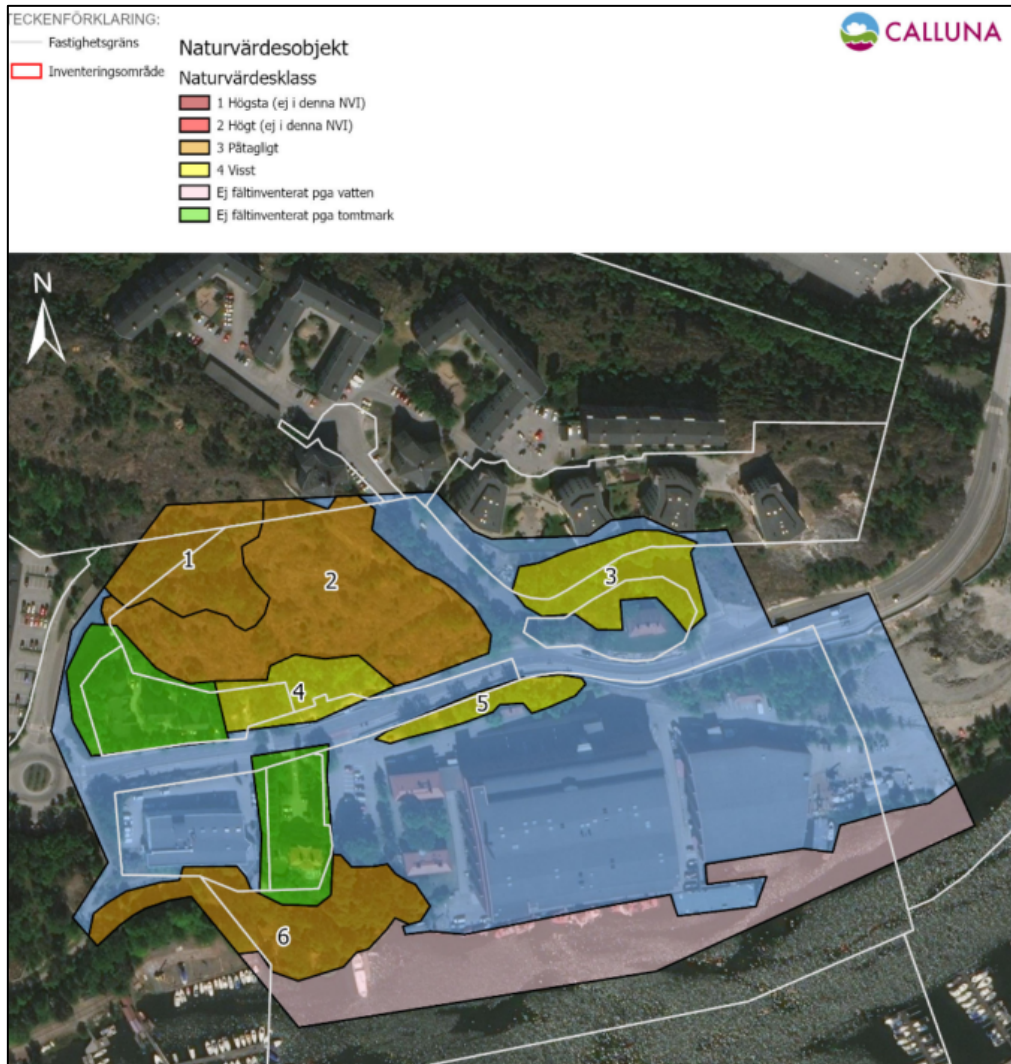 TECKENFÖRKLARING:
Fastighetsgräns
Inventeringsområde
Naturvärdesobjekt
Naturvärdesklass
1 Högsta (ej i denna NVI)
2 Högt (ej i denna NVI)
3 Påtagligt
4 Visst
Ej fältinventerat pga vatten
Ej fältinventerat pga tomtmark
CALLUNA
N
1
2
3
4
5
6